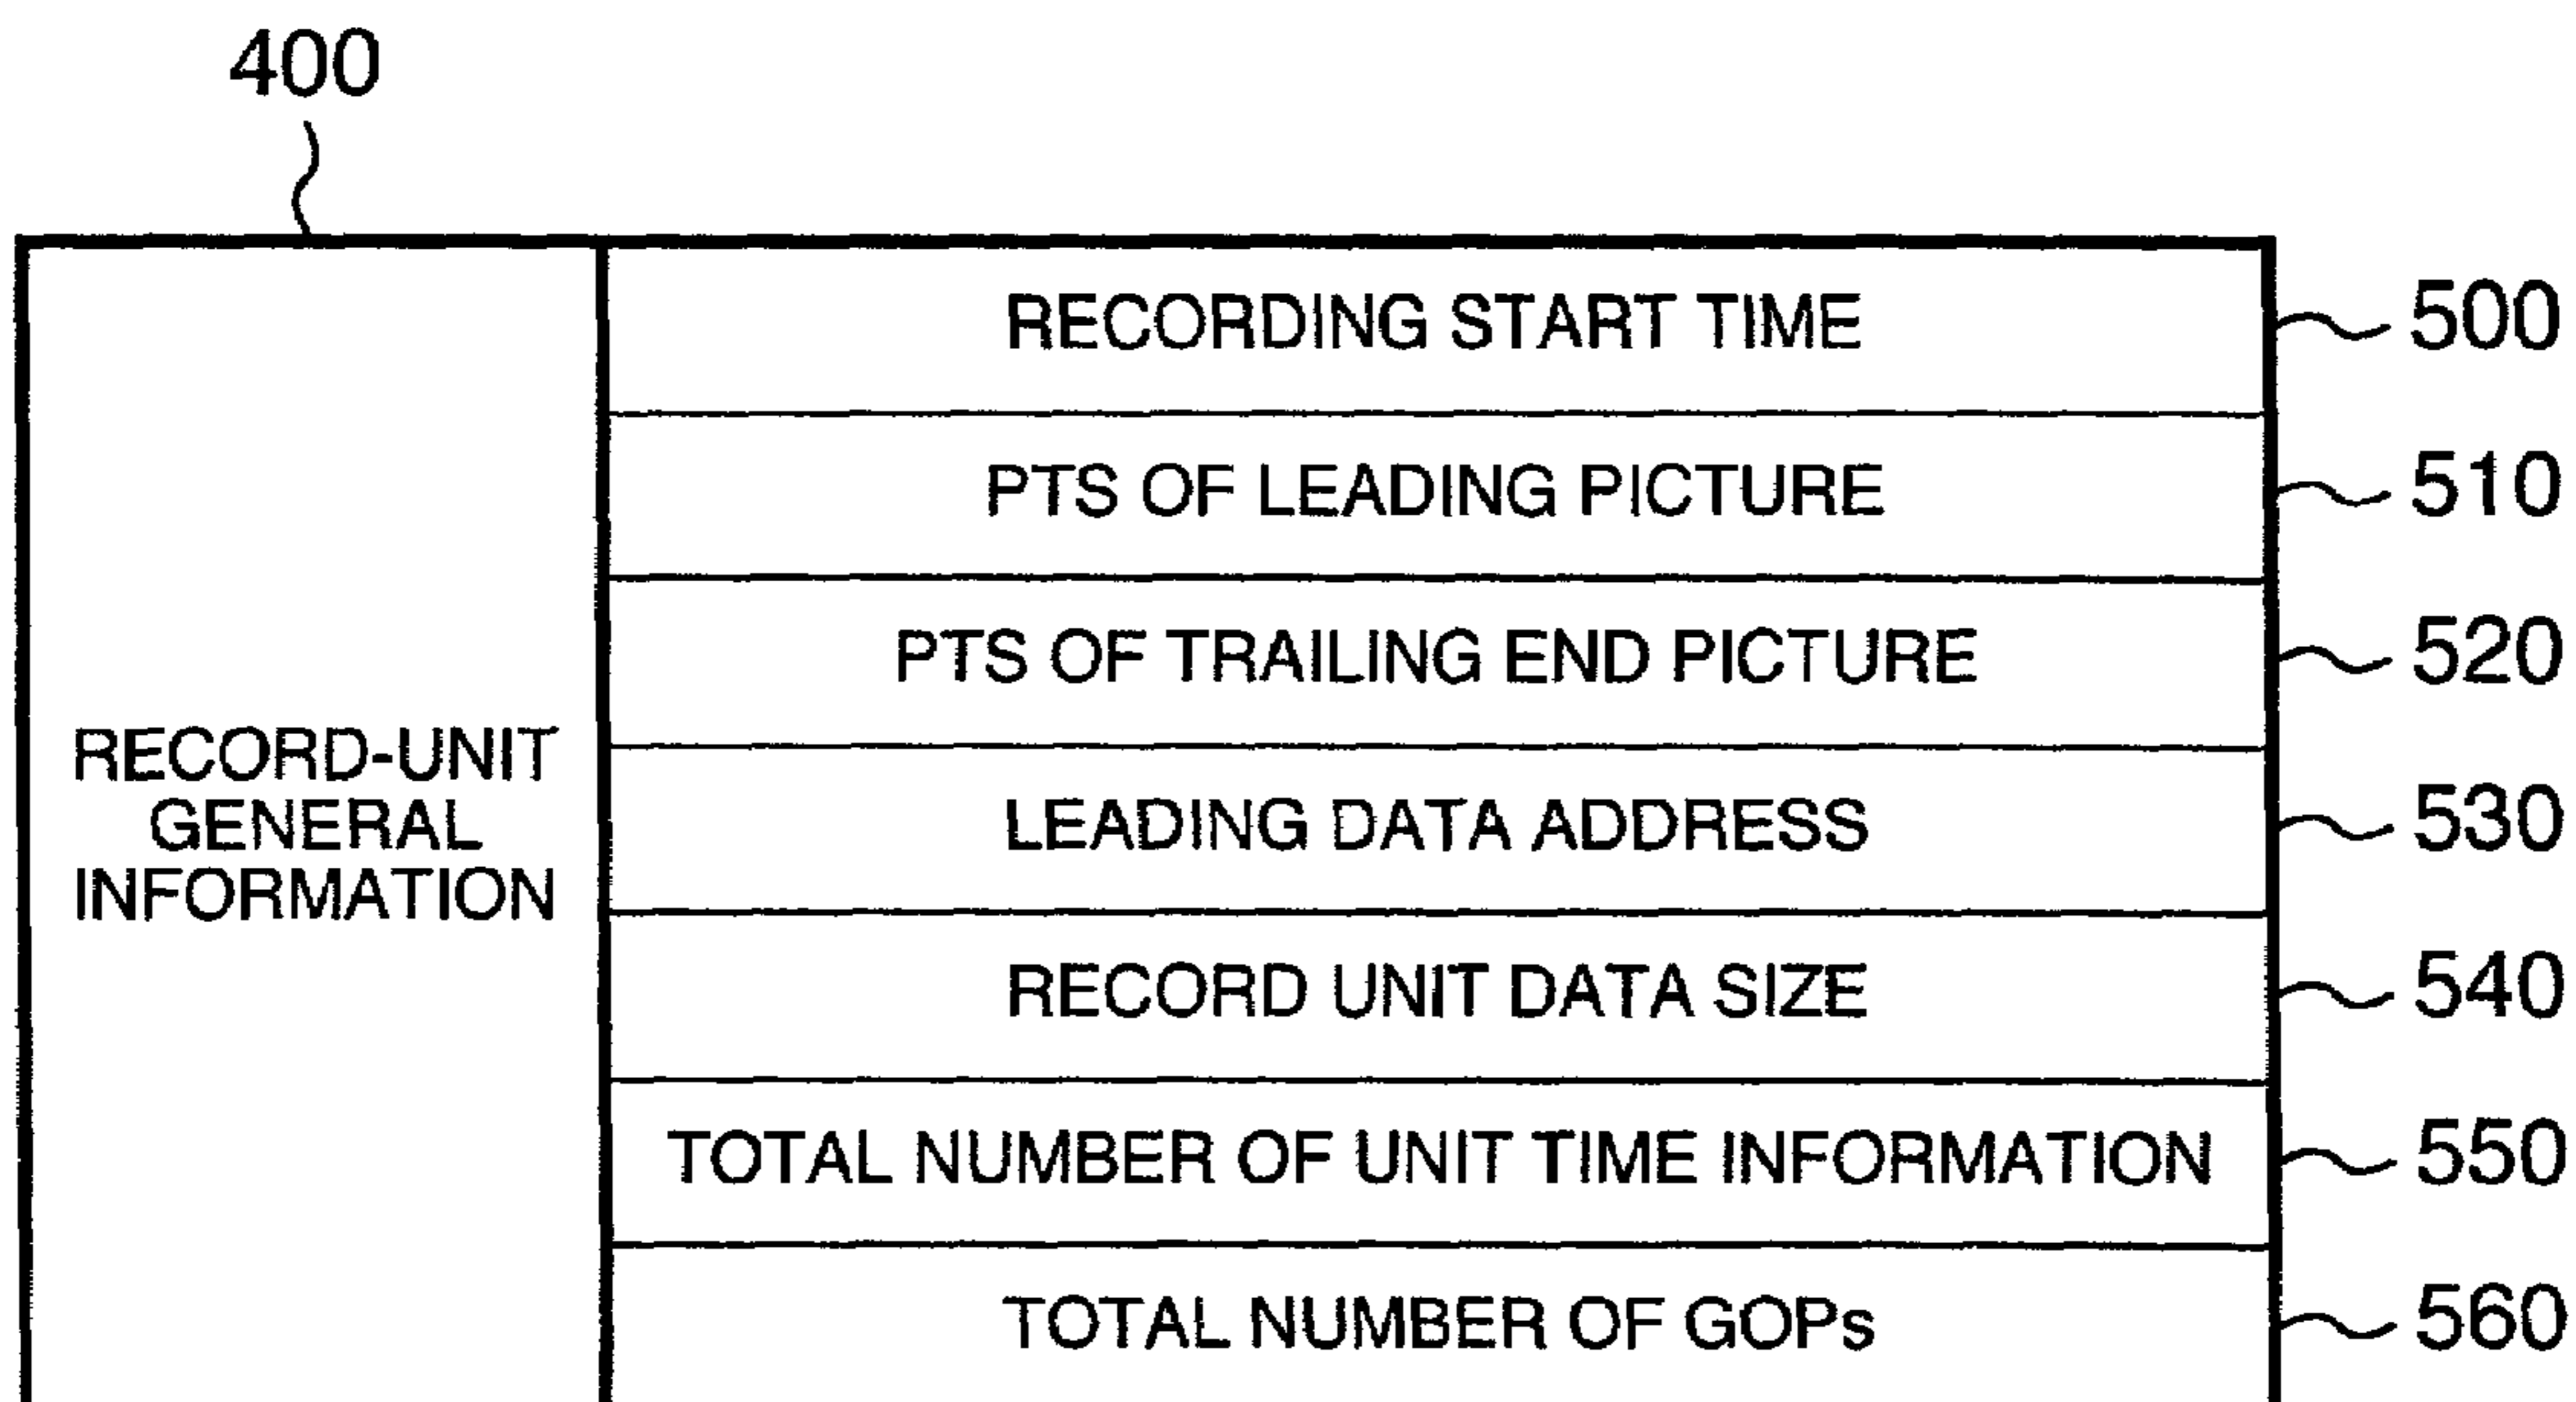 400
RECORD-UNIT
GENERAL
INFORMATION
RECORDING START TIME
500
PTS OF LEADING PICTURE
510
PTS OF TRAILING END PICTURE
520
LEADING DATA ADDRESS
530
RECORD UNIT DATA SIZE
540
TOTAL NUMBER OF UNIT TIME INFORMATION
550
TOTAL NUMBER OF GOPs
560